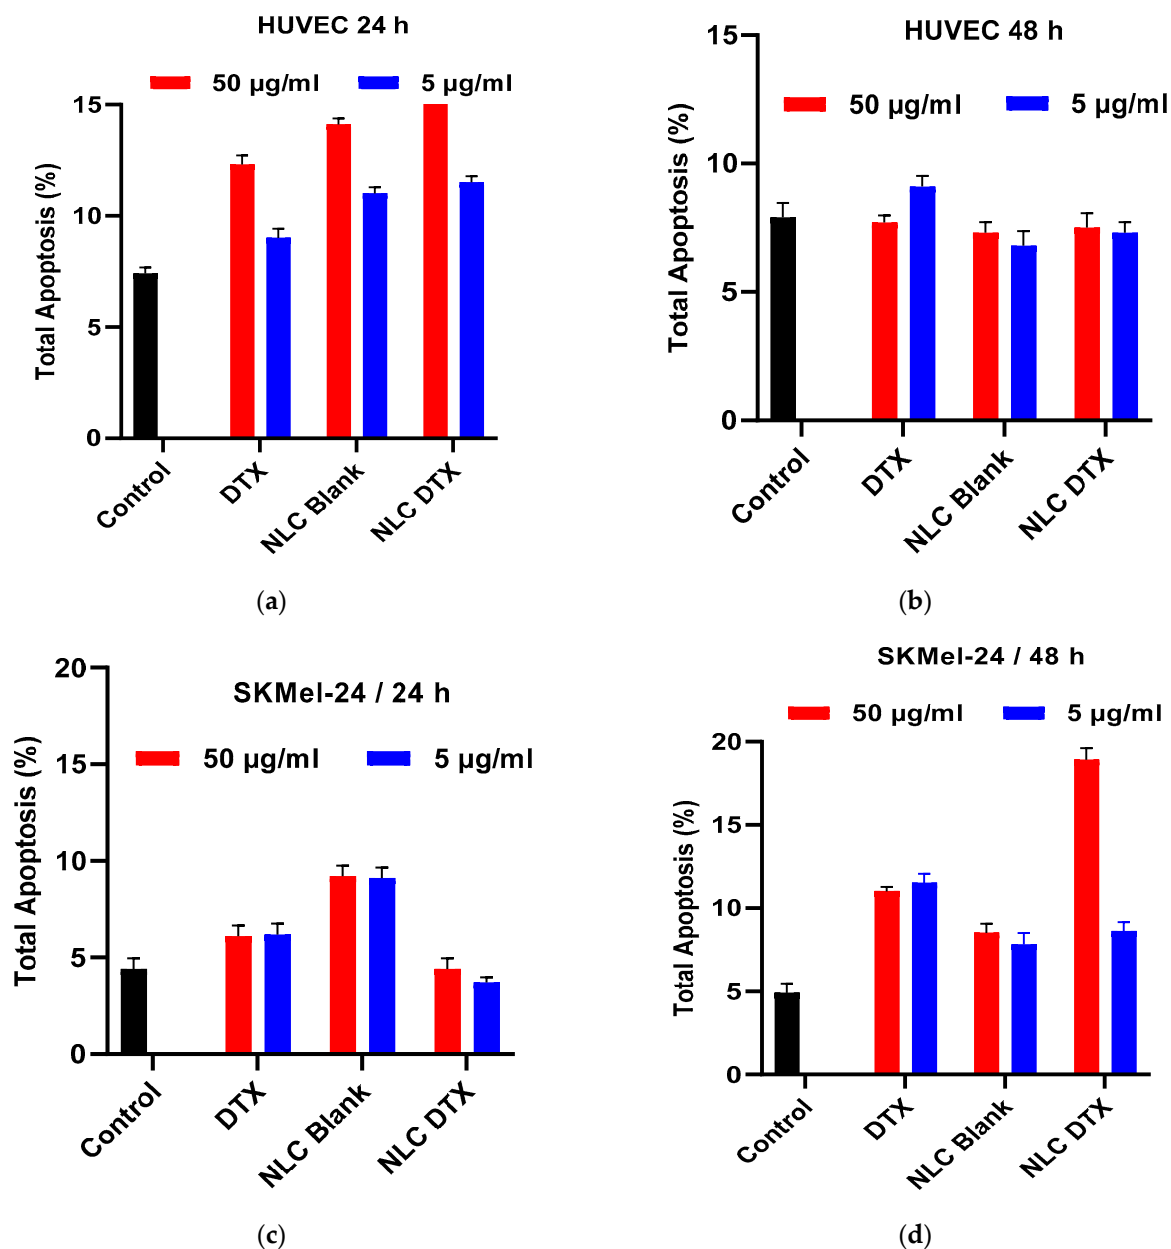 HUVEC 24 h
50 µg/ml 5 µg/ml
Total Apoptosis (%)
15
10
5
0
Control
DTX
NLC Blank
NLC DTX
(a)
HUVEC 48 h
50 µg/ml 5 µg/ml
Total Apoptosis (%)
15
10
5
0
Control
DTX
NLC Blank
NLC DTX
(b)
SKMel-24 / 24 h
50 µg/ml 5 µg/ml
Total Apoptosis (%)
20
15
10
5
0
Control
DTX
NLC Blank
NLC DTX
(c)
SKMel-24 / 48 h
50 µg/ml 5 µg/ml
Total Apoptosis (%)
20
15
10
5
0
Control
DTX
NLC Blank
NLC DTX
(d)